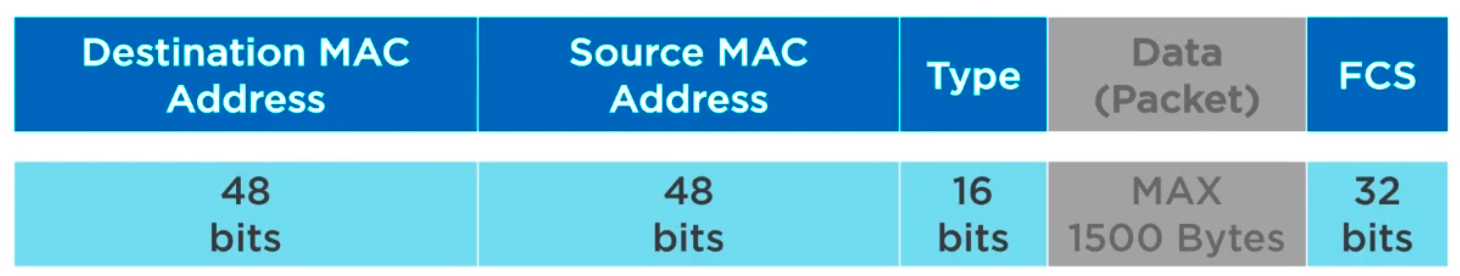 Destination MAC
Address
Source MAC
Address
Type
Data
(Packet)
FCS
48
bits
48
bits
16
bits
MAX
1500 Bytes
32
bits